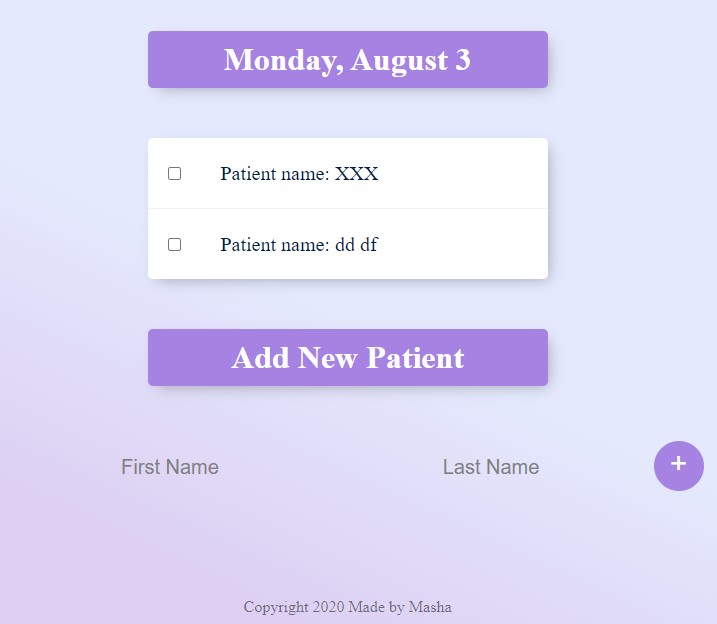 Monday, August 3
Patient name: XXX
Patient name: dd df
Add New Patient
First Name Last Name +
Copyright 2020 Made by Masha